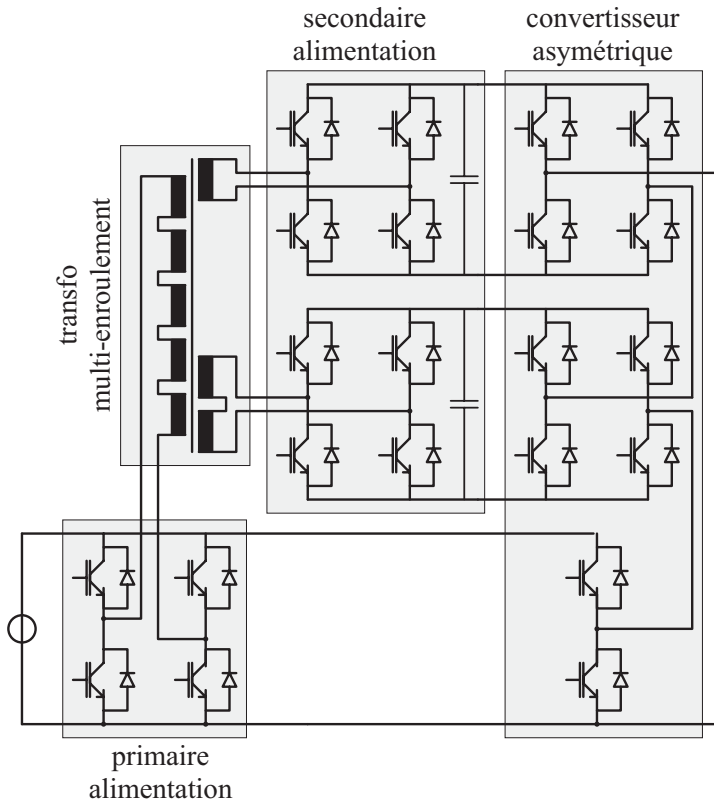 secondaire
alimentation
convertisseur
asymétrique
transfo
multi-enroulement
primaire
alimentation